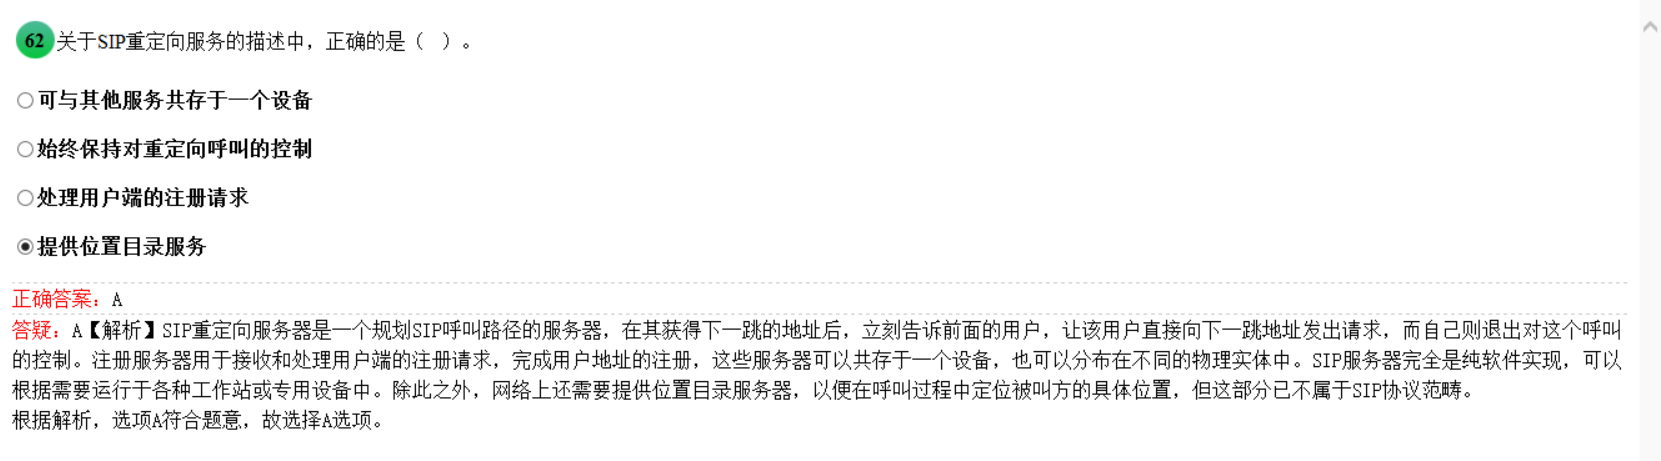 62 关于SIP重定向服务的描述中，正确的是（  ）。
可与其他服务共存于一个设备
始终保持对重定向呼叫的控制
处理用户端的注册请求
提供位置目录服务
正确答案：A
答疑：A【解析】SIP重定向服务器是一个规划SIP呼叫路径的服务器，在其获得下一跳的地址后，立刻告诉前面的用户，让该用户直接向下一跳地址发出请求，而自己则退出对这个呼叫
的控制。注册服务器用于接收和处理用户端的注册请求，完成用户地址的注册，这些服务器可以共存于一个设备，也可以分布在不同的物理实体中。SIP服务器完全是纯软件实现，可以
根据需要运行于各种工作站或专用设备中。除此之外，网络上还需要提供位置目录服务器，以便在呼叫过程中定位被叫方的具体位置，但这部分已不属于SIP协议范畴。
根据解析，选项A符合题意，故选择A选项。